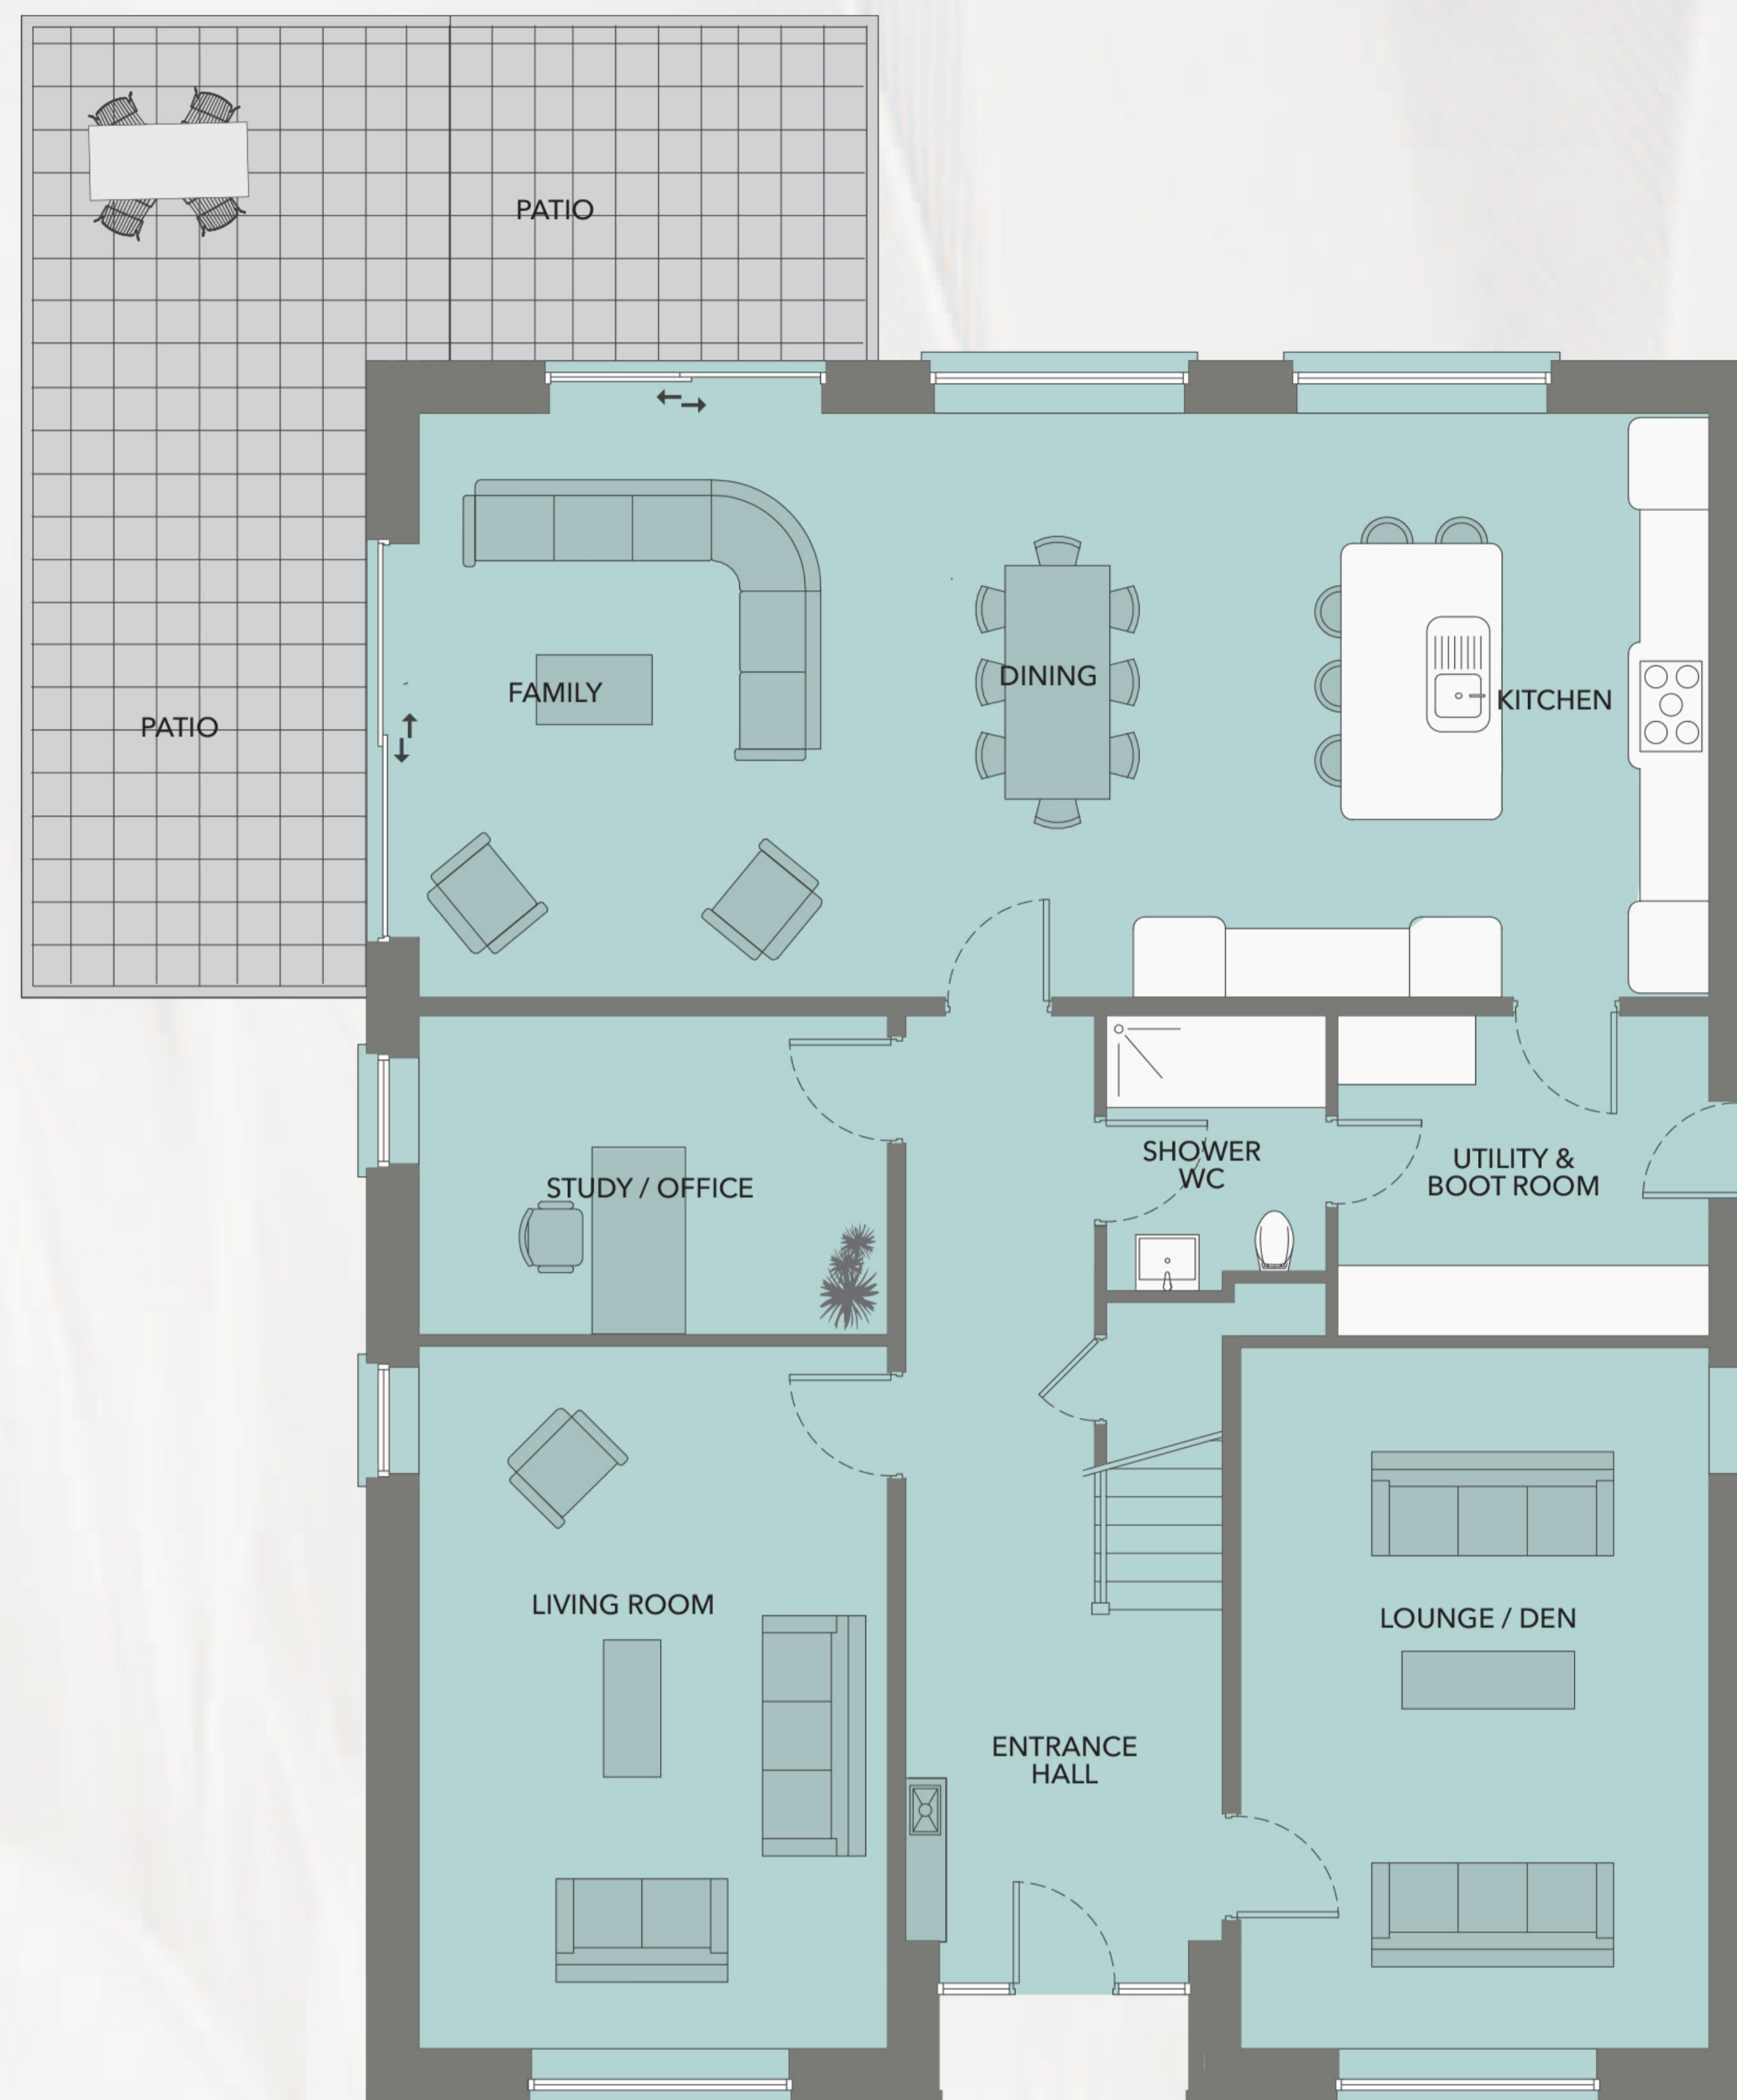 PATIO
FAMILY
DINING
KITCHEN
PATIO
STUDY / OFFICE
SHOWER
WC
UTILITY &
BOOT ROOM
LIVING ROOM
LOUNGE / DEN
ENTRANCE
HALL